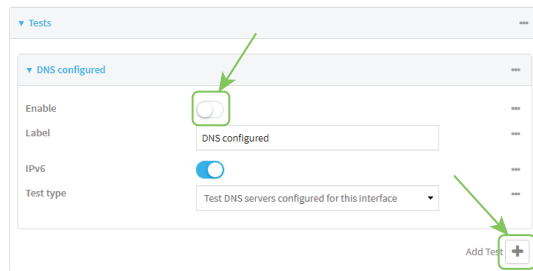 Tests
DNS configured
Enable
Label
DNS configured
IPv6
Test type
Test DNS servers configured for this interface
Add Test